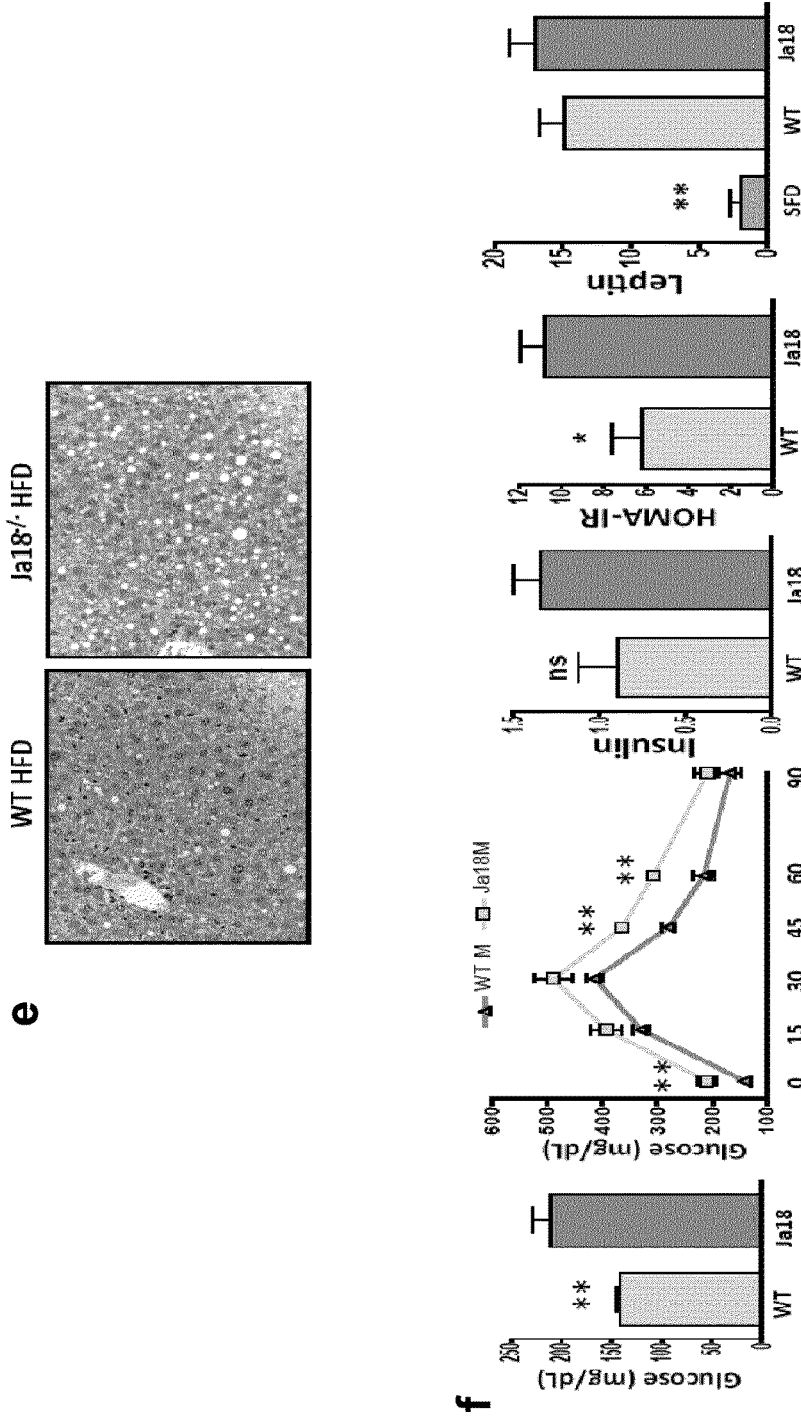 e
WT HFD
Ja18-/- HFD
f
Glucose (mg/dL)
250
200
150
100
50
0
**
WT
Ja18
WT M
Ja18M
Glucose (mg/dL)
600
500
400
300
200
100
**
**
**
0
15
30
45
60
90
Insulin
1.5
1.0
0.5
0.0
ns
WT
Ja18
HOMA-IR
12
10
8
6
4
2
0
*
WT
Ja18
Leptin
20
15
10
5
0
**
SFD
WT
Ja18